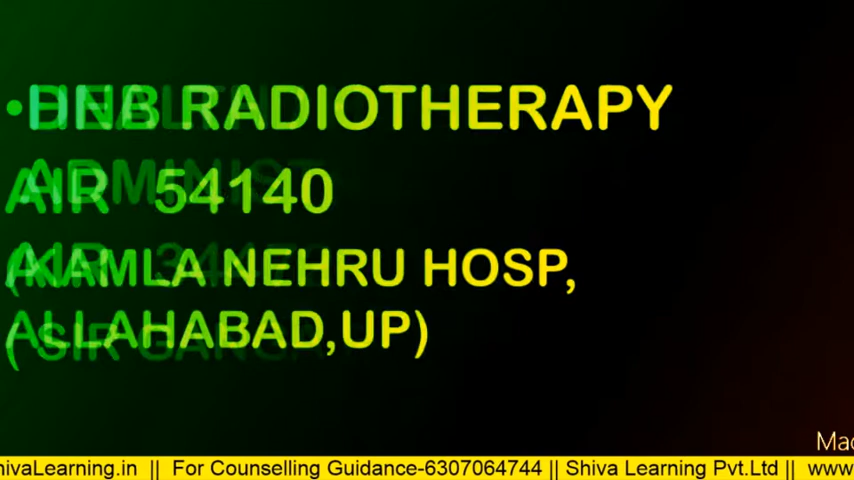 •DNB RADIOTHERAPY
AIR 54140
(KAMLA NEHRU HOSP,
ALLAHABAD,UP)
Mad
hivaLearning.in || For Counselling Guidance-6307064744 || Shiva Learning Pvt.Ltd || www